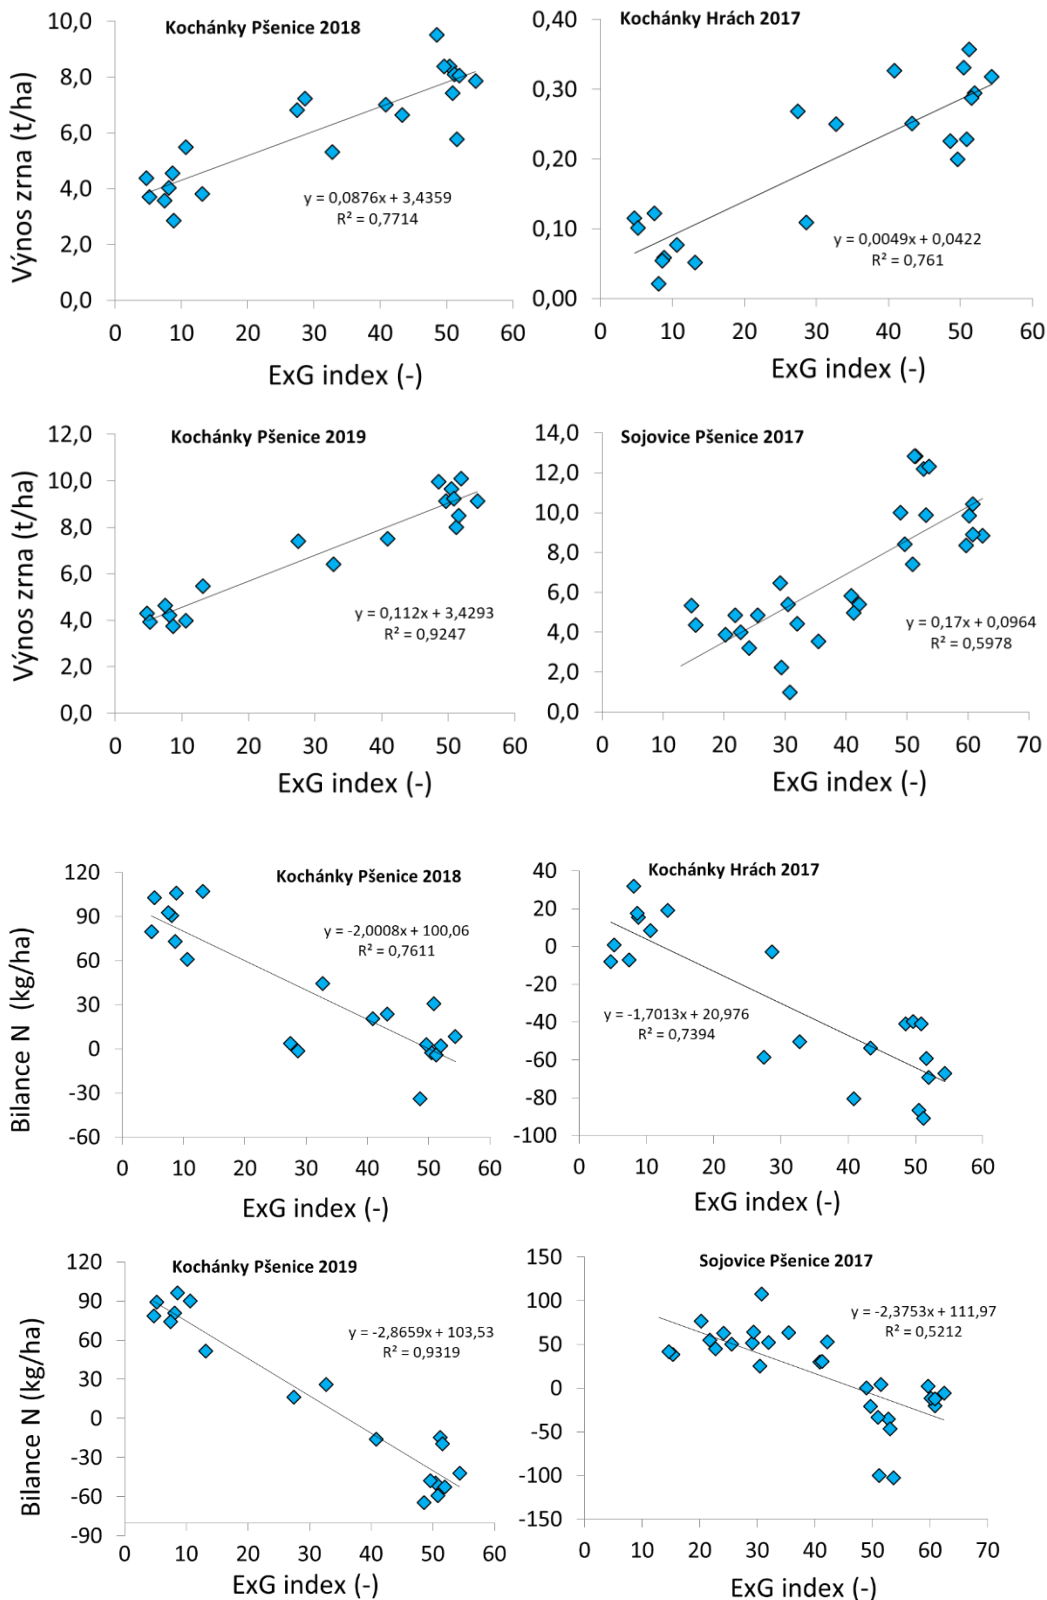 Kochánky Pšenice 2018
Výnos zrna (t/ha)
10,0
8,0
6,0
4,0
2,0
0,0
y = 0,0876x + 3,4359
R² = 0,7714
0 10 20 30 40 50 60
ExG index (-)
Kochánky Hrách 2017
0,40
0,30
0,20
0,10
0,00
y = 0,0049x + 0,0422
R² = 0,761
0 10 20 30 40 50 60
ExG index (-)
Kochánky Pšenice 2019
Výnos zrna (t/ha)
12,0
10,0
8,0
6,0
4,0
2,0
0,0
y = 0,112x + 3,4293
R² = 0,9247
0 10 20 30 40 50 60
ExG index (-)
Sojovice Pšenice 2017
14,0
12,0
10,0
8,0
6,0
4,0
2,0
0,0
y = 0,17x + 0,0964
R² = 0,5978
0 10 20 30 40 50 60 70
ExG index (-)
Kochánky Pšenice 2018
Bilance N (kg/ha)
120
90
60
30
0
-30
-60
y = -2,0008x + 100,06
R² = 0,7611
0 10 20 30 40 50 60
ExG index (-)
Kochánky Hrách 2017
40
20
0
-20
-40
-60
-80
-100
y = -1,7013x + 20,976
R² = 0,7394
0 10 20 30 40 50 60
ExG index (-)
Kochánky Pšenice 2019
Bilance N (kg/ha)
120
90
60
30
0
-30
-60
-90
y = -2,8659x + 103,53
R² = 0,9319
0 10 20 30 40 50 60
ExG index (-)
Sojovice Pšenice 2017
150
100
50
0
-50
-100
-150
y = -2,3753x + 111,97
R² = 0,5212
0 10 20 30 40 50 60 70
ExG index (-)